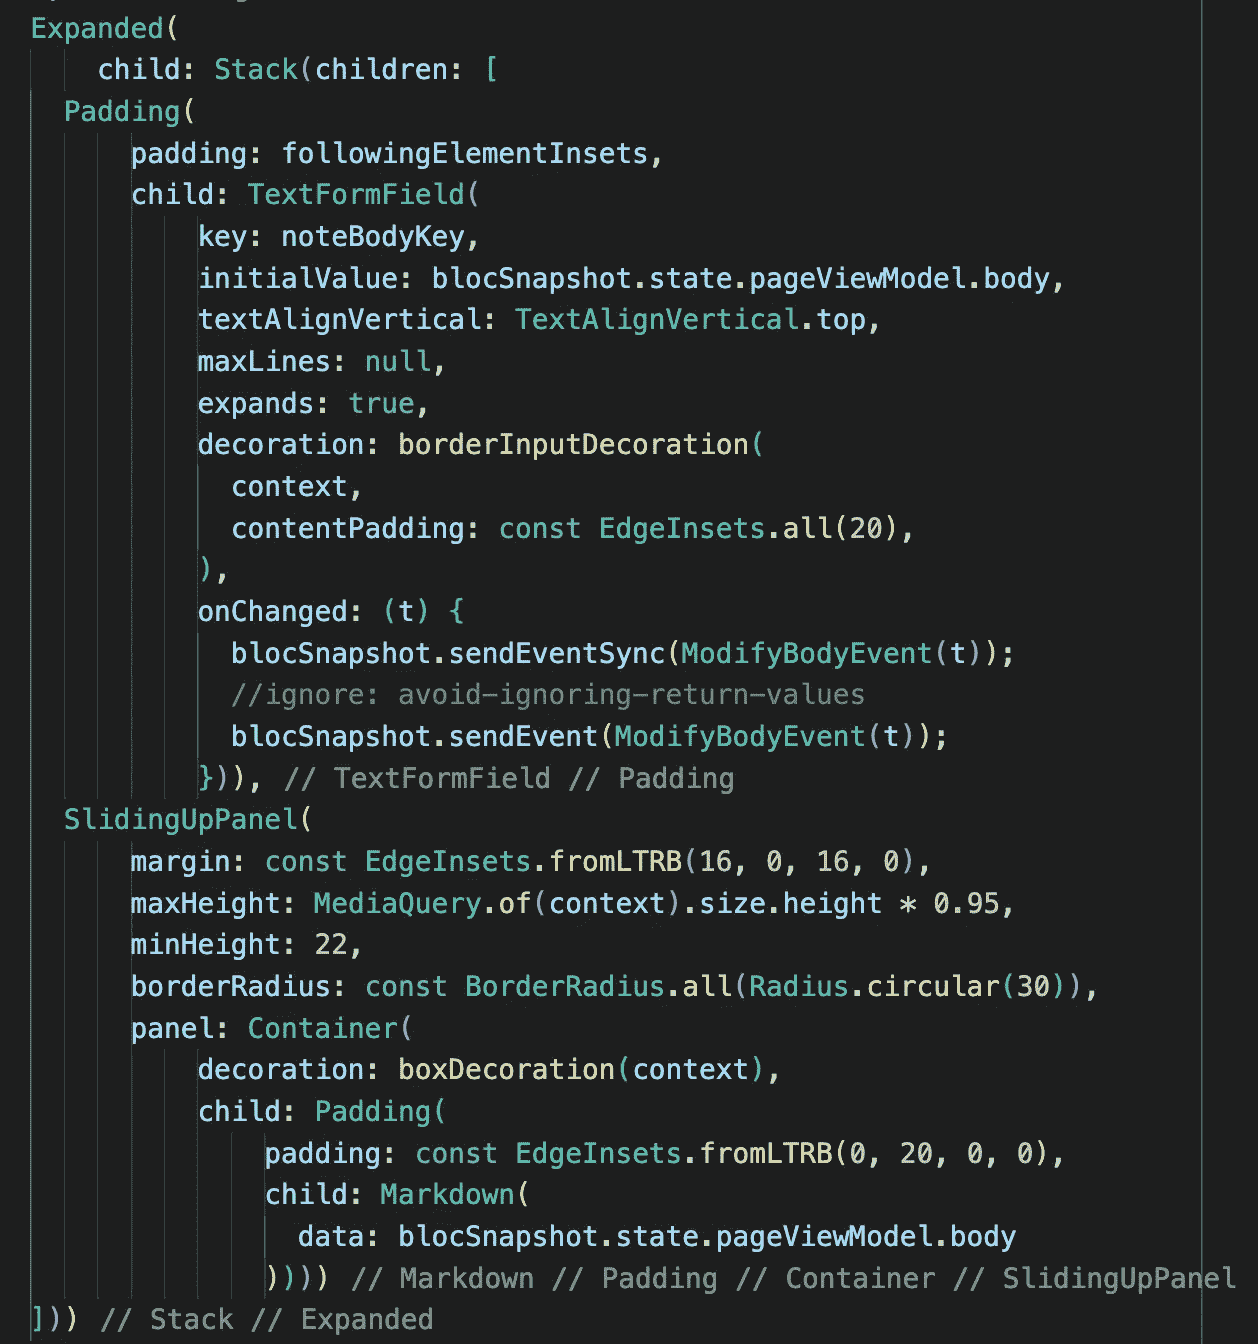 Expanded(
child: Stack(children: [
Padding(
padding: followingElementInsets,
child: TextFormField(
key: noteBodyKey,
initialValue: blocSnapshot.state.pageViewModel.body,
textAlignVertical: TextAlignVertical.top,
maxLines: null,
expands: true,
decoration: borderInputDecoration(
context,
contentPadding: const EdgeInsets.all(20),
),
onChanged: (t) {
blocSnapshot.sendEventSync(ModifyBodyEvent(t));
//ignore: avoid-ignoring-return-values
blocSnapshot.sendEvent(ModifyBodyEvent(t));
})), // TextFormField // Padding
SlidingUpPanel(
margin: const EdgeInsets.fromLTRB(16, 0, 16, 0),
maxHeight: MediaQuery.of(context).size.height * 0.95,
minHeight: 22,
borderRadius: const BorderRadius.all(Radius.circular(30)),
panel: Container(
decoration: boxDecoration(context),
child: Padding(
padding: const EdgeInsets.fromLTRB(0, 20, 0, 0),
child: Markdown(
data: blocSnapshot.state.pageViewModel.body
)))) // Markdown // Padding // Container // SlidingUpPanel
])) // Stack // Expanded